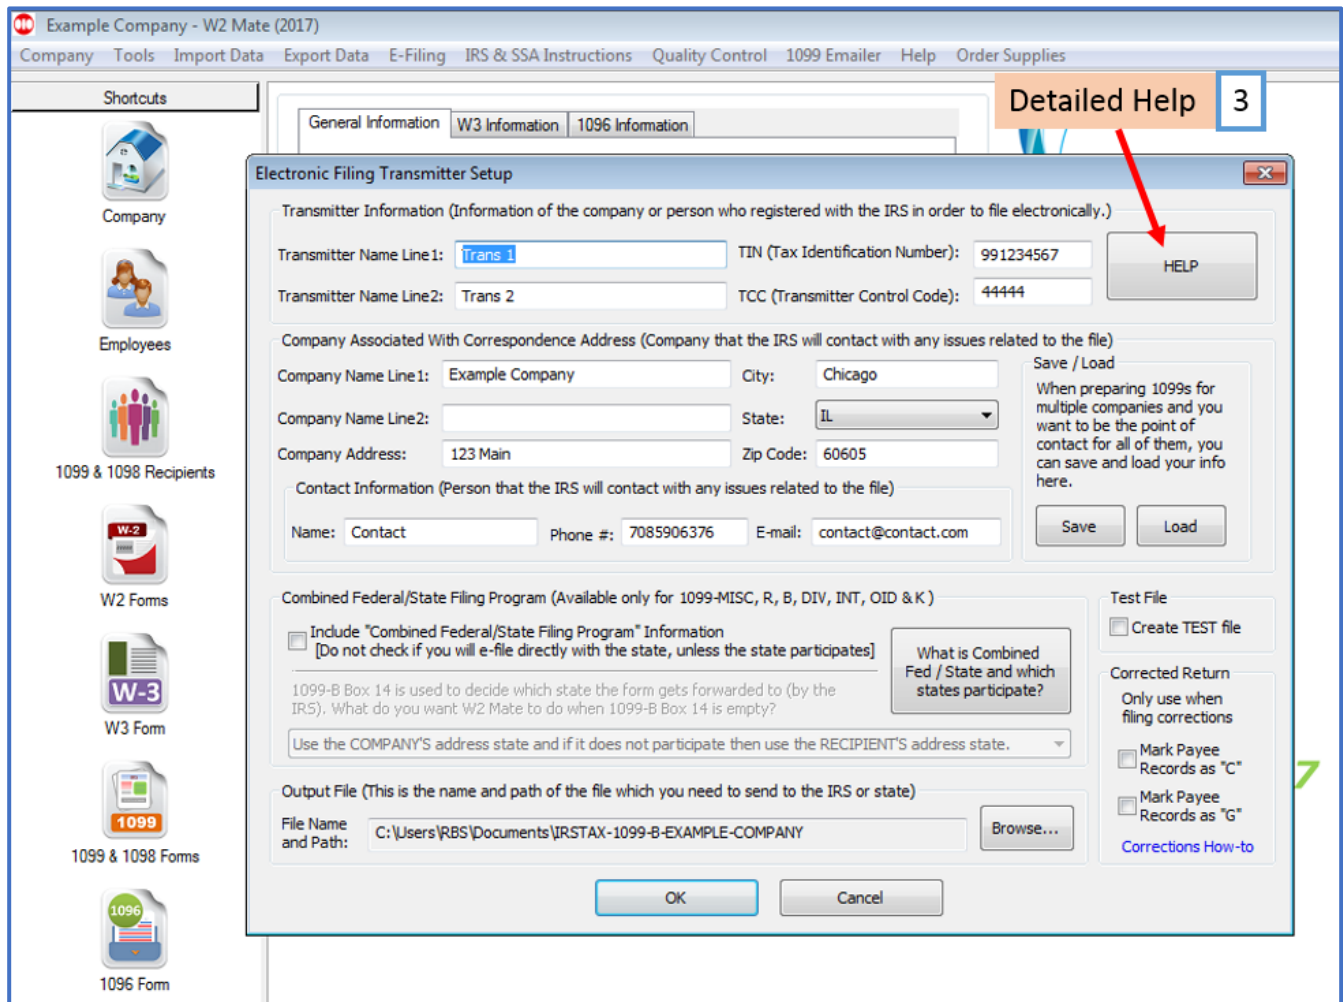 Example Company - W2 Mate (2017)
Company Tools Import Data Export Data E-Filing IRS & SSA Instructions Quality Control 1099 Emailer Help Order Supplies
Shortcuts
Company
Employees
1099 & 1098 Recipients
W-2
W2 Forms
W-3
W3 Form
1099
1099 & 1098 Forms
1096
1096 Form
General Information W3 Information 1096 Information
Detailed Help 3
Electronic Filing Transmitter Setup
Transmitter Information (Information of the company or person who registered with the IRS in order to file electronically.)
Transmitter Name Line1: Trans 1 TIN (Tax Identification Number): 991234567
Transmitter Name Line2: Trans 2 TCC (Transmitter Control Code): 44444
HELP
Company Associated With Correspondence Address (Company that the IRS will contact with any issues related to the file)
Company Name Line1: Example Company City: Chicago
Company Name Line2: State: IL
Company Address: 123 Main Zip Code: 60605
Contact Information (Person that the IRS will contact with any issues related to the file)
Name: Contact Phone #: 7085906376 E-mail: contact@contact.com
Save / Load
When preparing 1099s for
multiple companies and you
want to be the point of
contact for all of them, you
can save and load your info
here.
Save Load
Combined Federal/State Filing Program (Available only for 1099-MISC, R, B, DIV, INT, OID & K )
Include "Combined Federal/State Filing Program" Information
[Do not check if you will e-file directly with the state, unless the state participates]
1099-B Box 14 is used to decide which state the form gets forwarded to (by the
IRS). What do you want W2 Mate to do when 1099-B Box 14 is empty?
Use the COMPANY'S address state and if it does not participate then use the RECIPIENT'S address state.
What is Combined
Fed / State and which
states participate?
Test File
Create TEST file
Corrected Return
Only use when
filing corrections
Mark Payee
Records as "C"
Mark Payee
Records as "G"
Corrections How-to
7
Output File (This is the name and path of the file which you need to send to the IRS or state)
File Name
and Path: C:\Users\RBS\Documents\IRSTAX-1099-B-EXAMPLE-COMPANY
Browse...
OK Cancel